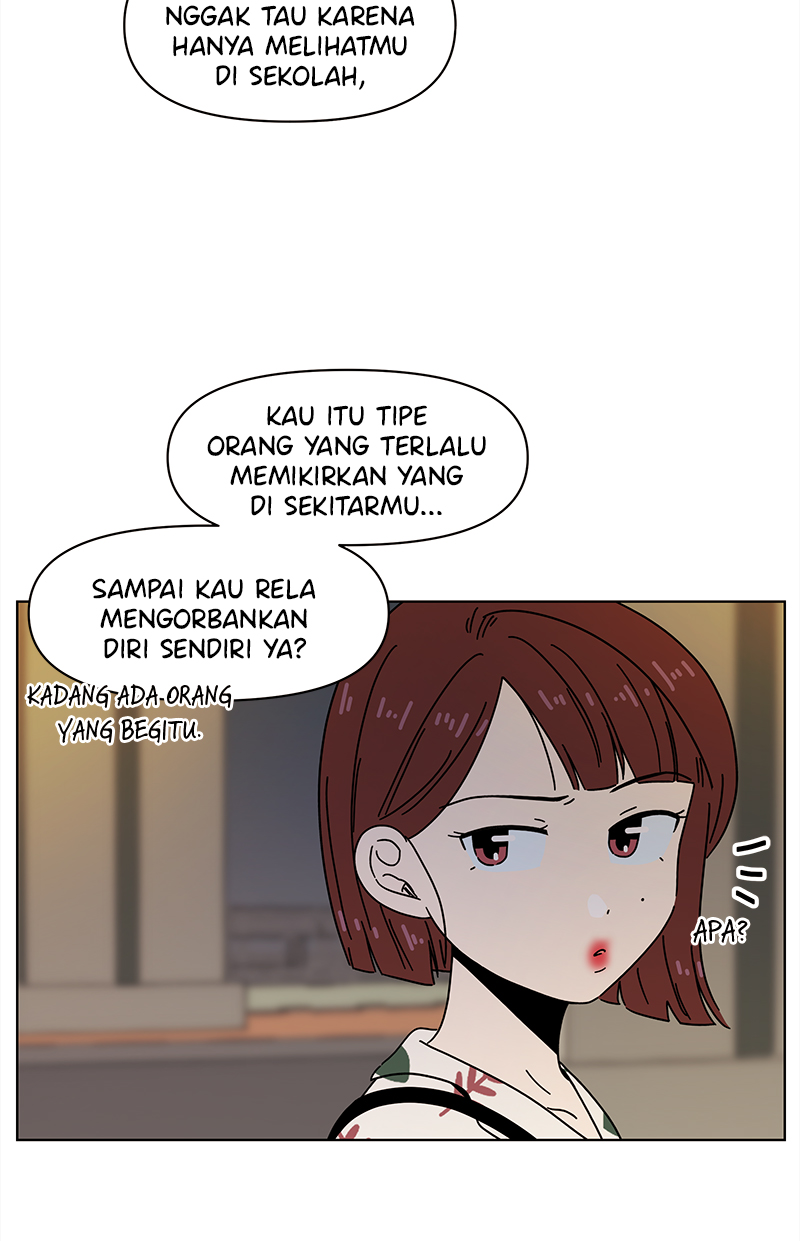 NGGAK TAU KARENA
HANYA MELIHATMU
DI SEKOLAH,
KAU ITU TIPE
ORANG YANG TERLALU
MEMIKIRKAN YANG
DI SEKITARMU...
SAMPAI KAU RELA
MENGORBANKAN
DIRI SENDIRI YA?
KADANG ADA ORANG
YANG BEGITU.
APA?